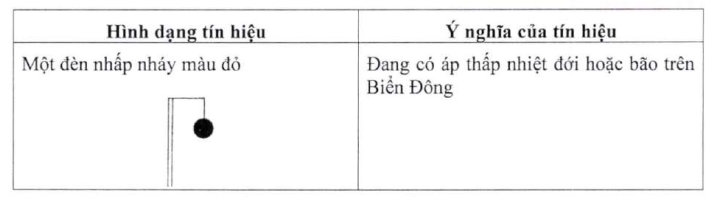 Hình dạng tín hiệu
Ý nghĩa của tín hiệu
Một đèn nhấp nháy màu đỏ
Đang có áp thấp nhiệt đới hoặc bão trên
Biển Đông